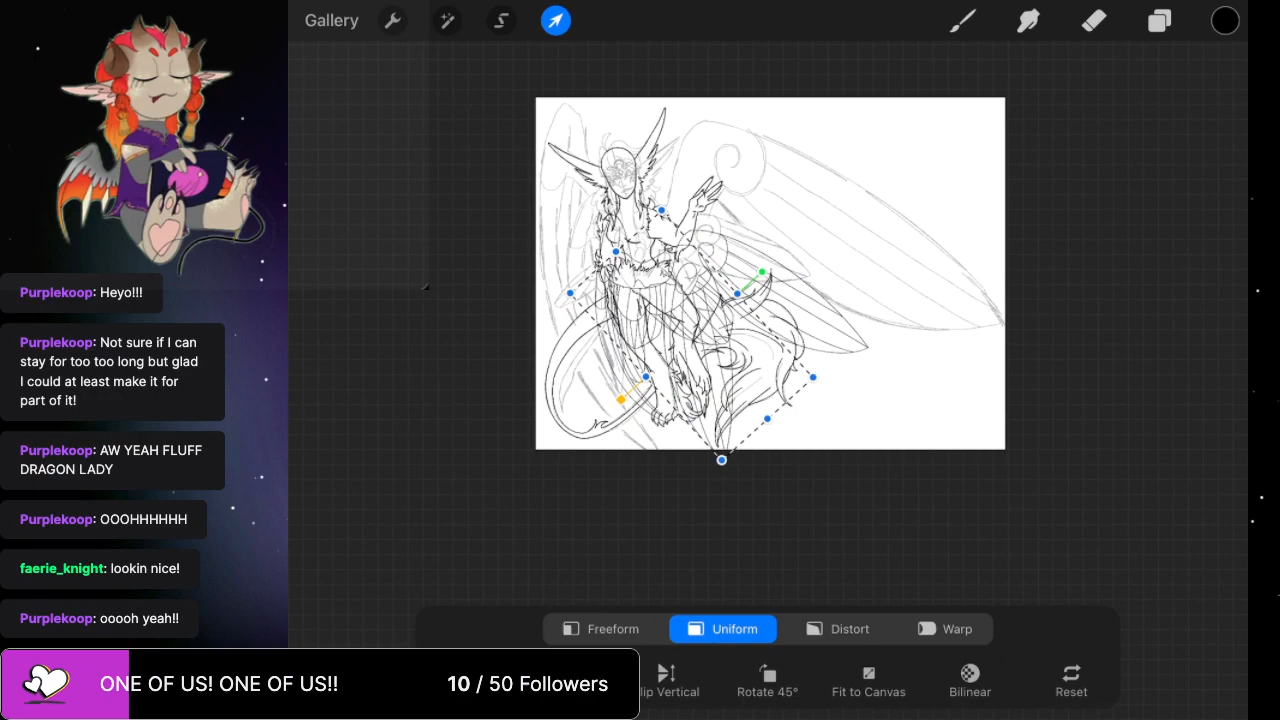 Gallery
Purplekoop: Heyo!!!
Purplekoop: Not sure if I can
stay for too too long but glad
I could at least make it for
part of it!
Purplekoop: AW YEAH FLUFF
DRAGON LADY
Purplekoop: OOOHHHHHH
faerie_knight: lookin nice!
Purplekoop: ooooh yeah!!
ONE OF US! ONE OF US!!
10 / 50 Followers
Freeform
Uniform
Distort
Warp
lip Vertical
Rotate 45°
Fit to Canvas
Bilinear
Reset